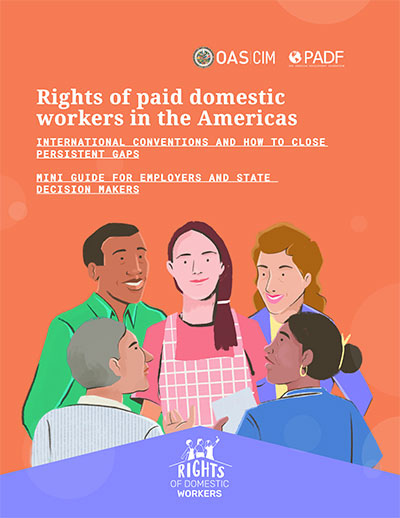 OAS|CIM PADF
Rights of paid domestic
workers in the Americas
INTERNATIONAL CONVENTIONS AND HOW TO CLOSE
PERSISTENT GAPS
MINI GUIDE FOR EMPLOYERS AND STATE
DECISION MAKERS
RIGHTS
OF DOMESTIC
WORKERS